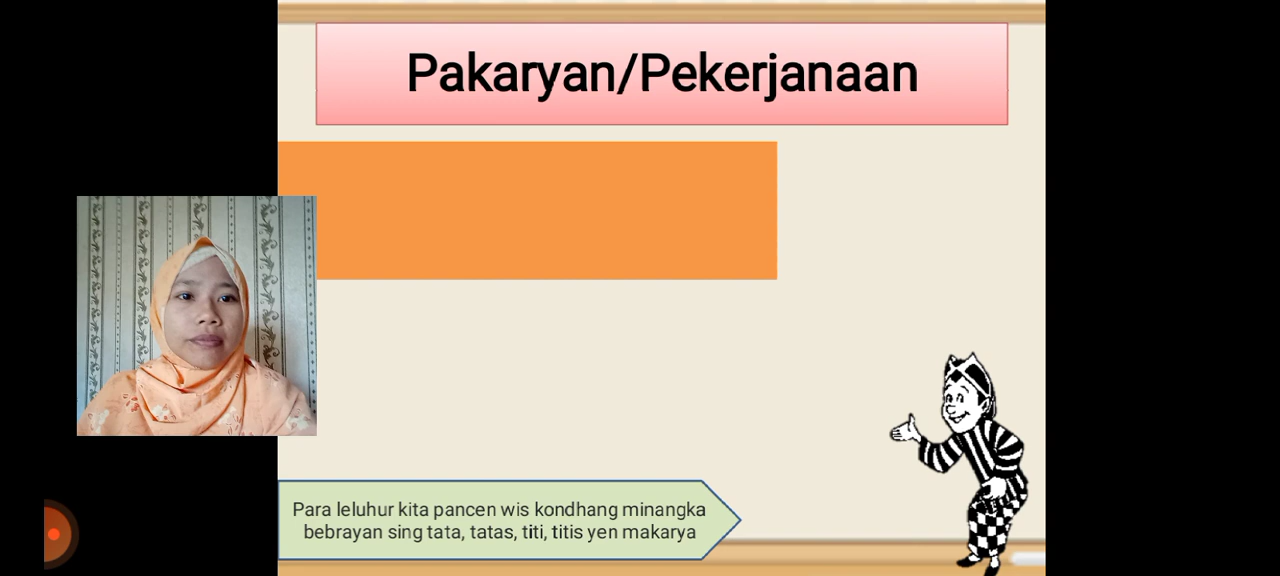 Pakaryan/Pekerjanaan
Para leluhur kita pancen wis kondhang minangka
bebrayan sing tata, tatas, titi, titis yen makarya